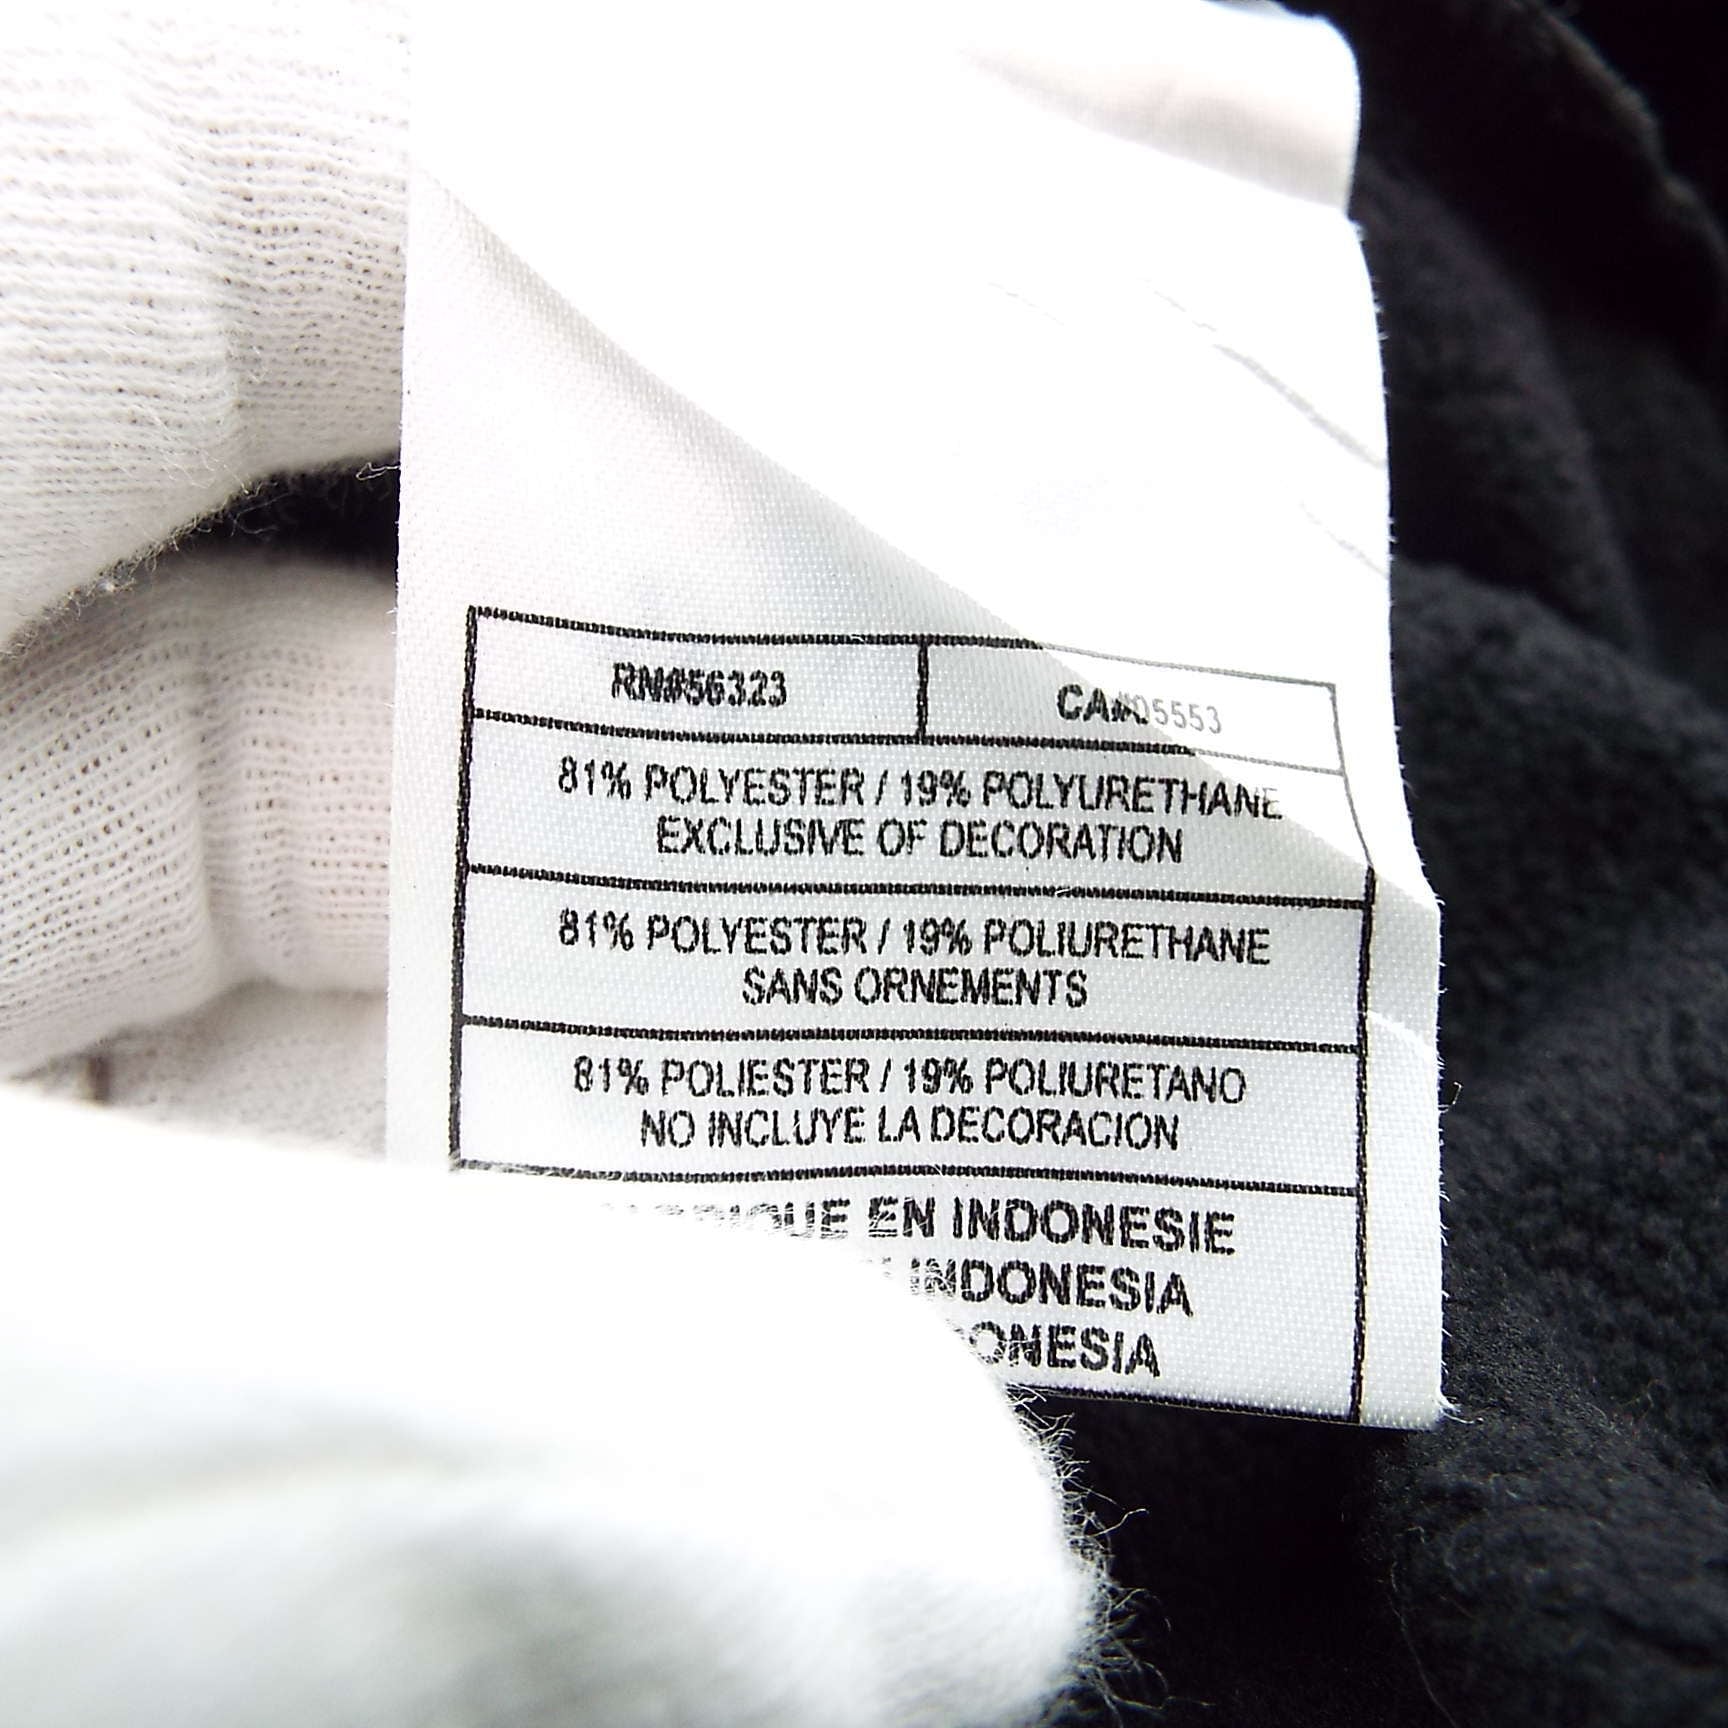 RN#56323 CA#05553
81% POLYESTER / 19% POLYURETHANE
EXCLUSIVE OF DECORATION
81% POLYESTER / 19% POLIURETHANE
SANS ORNEMENTS
81% POLIESTER / 19% POLIURETANO
NO INCLUYE LA DECORACION
EN INDONESIE
INDONESIA